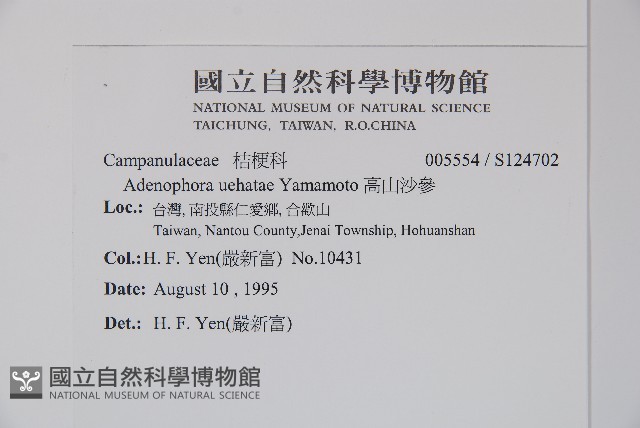 國立自然科學博物館
NATIONAL MUSEUM OF NATURAL SCIENCE
TAICHUNG, TAIWAN, R.O.CHINA
Campanulaceae 桔梗科 005554 / S124702
Adenophora uehatae Yamamoto 高山沙參
Loc.: 台灣, 南投縣仁愛鄉, 合歡山
Taiwan, Nantou County,Jenai Township, Hohuanshan
Col.: H. F. Yen(嚴新富) No.10431
Date: August 10 , 1995
Det.: H. F. Yen(嚴新富)
國立自然科學博物館
NATIONAL MUSEUM OF NATURAL SCIENCE